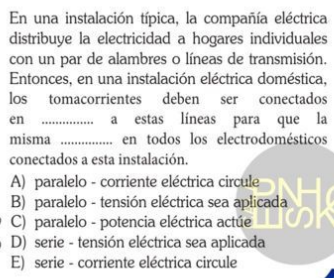 En una instalación típica, la compañía eléctrica
distribuye la electricidad a hogares individuales
con un par de alambres o líneas de transmisión.
Entonces, en una instalación eléctrica doméstica,
los tomacorrientes deben ser conectados
en ............... a estas líneas para que la
misma ............... en todos los electrodomésticos
conectados a esta instalación.
A) paralelo - corriente eléctrica circule
B) paralelo - tensión eléctrica sea aplicada
C) paralelo - potencia eléctrica actúe
D) serie - tensión eléctrica sea aplicada
E) serie - corriente eléctrica circule